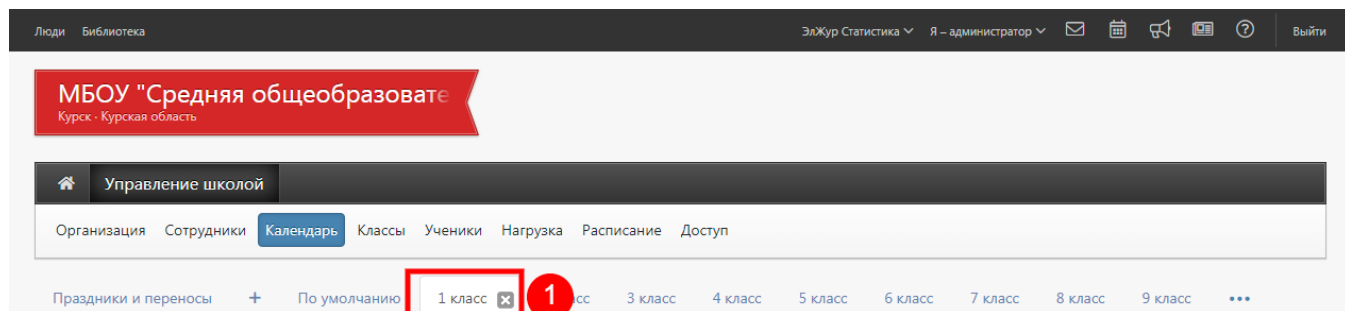 Люди Библиотека ЭлЖур Статистика Я – администратор Выйти
МБОУ "Средняя общеобразовате
Курск - Курская область
Управление школой
Организация Сотрудники Календарь Классы Ученики Нагрузка Расписание Доступ
Праздники и переносы + По умолчанию 1 класс 1 сс 3 класс 4 класс 5 класс 6 класс 7 класс 8 класс 9 класс •••